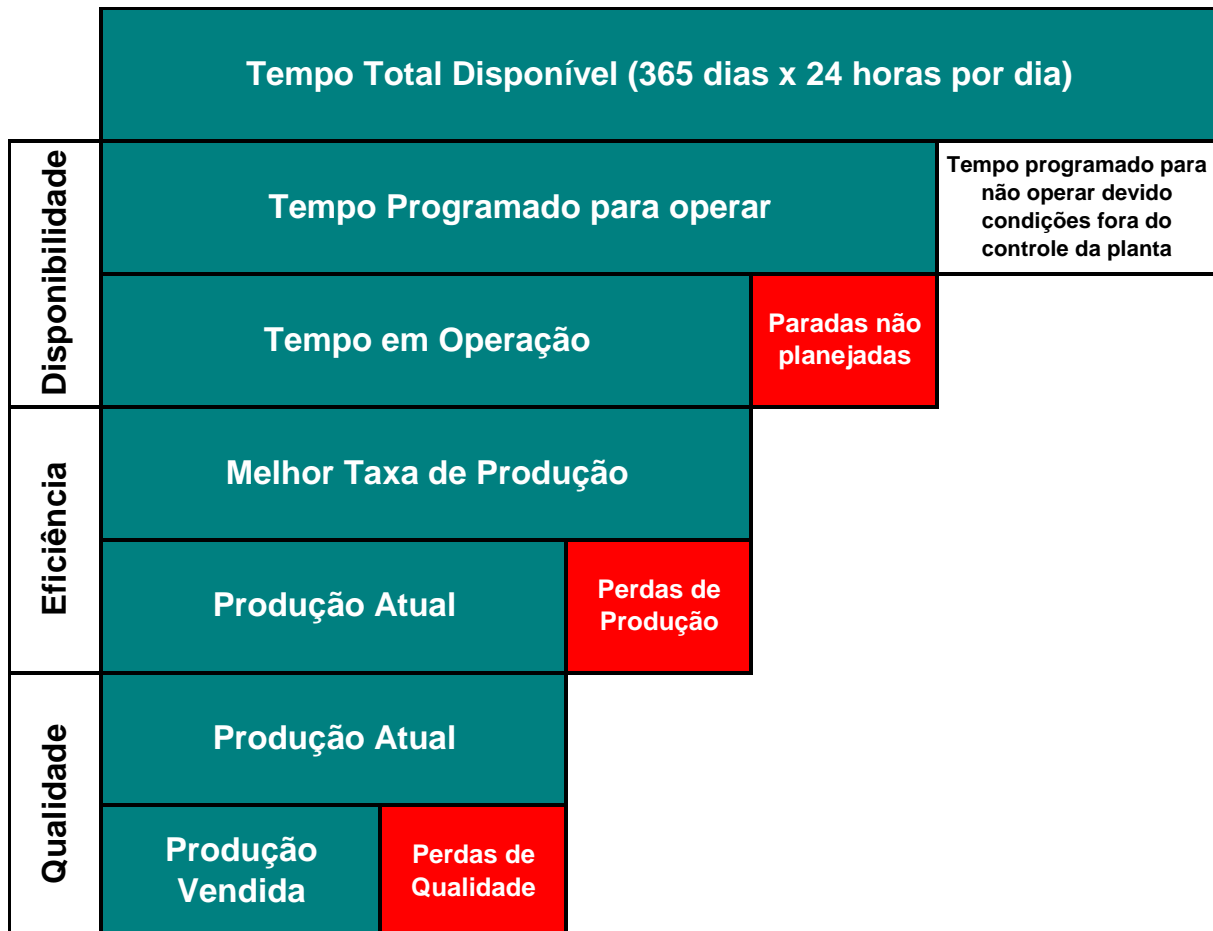 Tempo Total Disponível (365 dias x 24 horas por dia)
Disponibilidade
Tempo Programado para operar
Tempo programado para
não operar devido
condições fora do
controle da planta
Tempo em Operação
Paradas não
planejadas
Eficiência
Melhor Taxa de Produção
Produção Atual
Perdas de
Produção
Qualidade
Produção Atual
Produção
Vendida
Perdas de
Qualidade